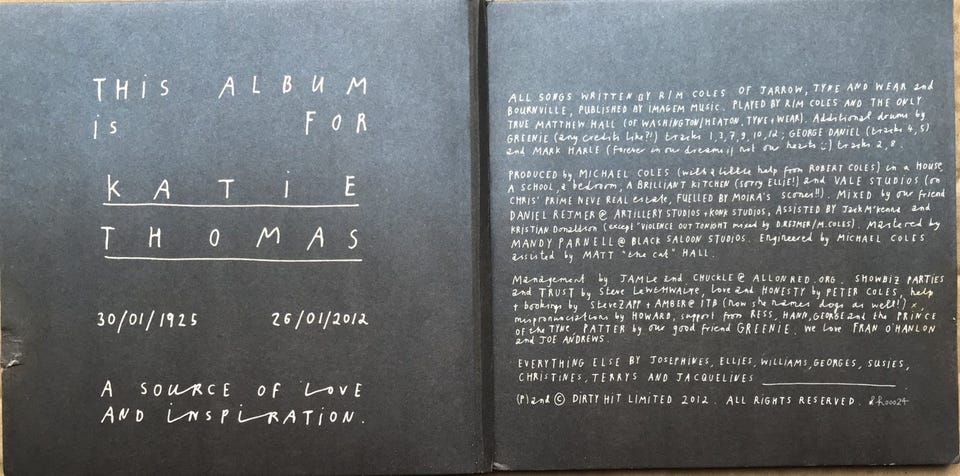 THiS ALBUM
iS FOR
KATiE
THOMAS
30/01/1925 26/01/2012
A SOURCE OF LOVE
AND iNSPiRATiON.
ALL SONGS WRITTEN BY RIM COLES OF JARROW, TYNE AND WEAR and
BOURNVILLE, PUBLISHED BY IMAGEM MUSIC. PLAYED BY RIM COLES AND THE ONLY
TRUE MATTHEW HALL (OF WASHINGTON/HEATON, TYNE + WEAR). Additional drums by
GREENIE (any credits like?!) tracks 1,3,7,9,10,12; GEORGE DANIEL (tracks 4,5)
and MARK HARLE (Forever in our dreams if not our hearts :) tracks 2,8.
PRODUCED by MICHAEL COLES (with a little help from ROBERT COLES) in a HOUSE
A SCHOOL, a bedroom, A BRILLIANT KITCHEN (sorry Ellie!) and VALE STUDIOS (on
CHRIS' PRIME NEVE REAL estate, FUELLED BY MOIRA'S scones!!). MIXED by our friend
DANIEL REJMER @ ARTILLERY STUDIOS + KONK STUDIOS, ASSISTED BY Jack McKenna and
KRISTIAN Donaldson (except "VIOLENCE OUT TONIGHT mixed by D.REJMER/M.COLES). Mastered by
MANDY PARNELL @ BLACK SALOON STUDIOS. Engineered by MICHAEL COLES
assisted by MATT "the cat" HALL.
Management by JAMIE and CHUCKLE @ ALLONRED.ORG. SHOWBIZ PARTIES
and TRUST by Steve LEWTHWAITE, Love and HONESTY by PETER COLES, help
+ bookings by SteveZAPP + AMBER @ ITB (now she names dogs as well!) x,
mispronunciations by HOWARD, support from RESS, HANN, GEORGE and the PRINCE
of the TYNE. PATTER by our good friend GREENIE. we love FRAN O'HANLON
and JOE ANDREWS.
EVERYTHING ELSE BY JOSEPHINES, ELLIES, WILLIAMS, GEORGES, SUSIES,
CHRISTINES, TERRYS AND JACQUELINES
(P) and © DIRTY HIT LIMITED 2012. ALL RIGHTS RESERVED.